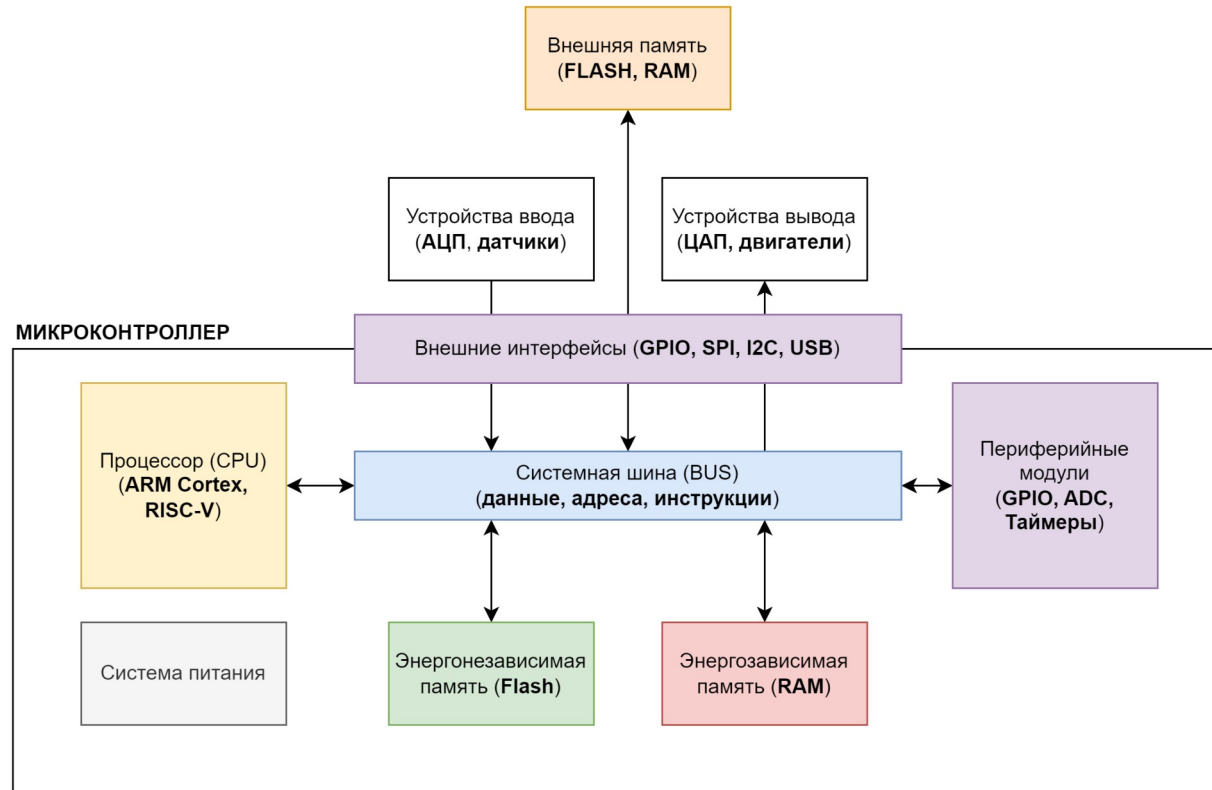 Внешняя память
(FLASH, RAM)
Устройства ввода
(АЦП, датчики)
Устройства вывода
(ЦАП, двигатели)
МИКРОКОНТРОЛЛЕР
Внешние интерфейсы (GPIO, SPI, I2C, USB)
Процессор (CPU)
(ARM Cortex,
RISC-V)
Системная шина (BUS)
(данные, адреса, инструкции)
Периферийные
модули
(GPIO, ADC,
Таймеры)
Система питания
Энергонезависимая
память (Flash)
Энергозависимая
память (RAM)